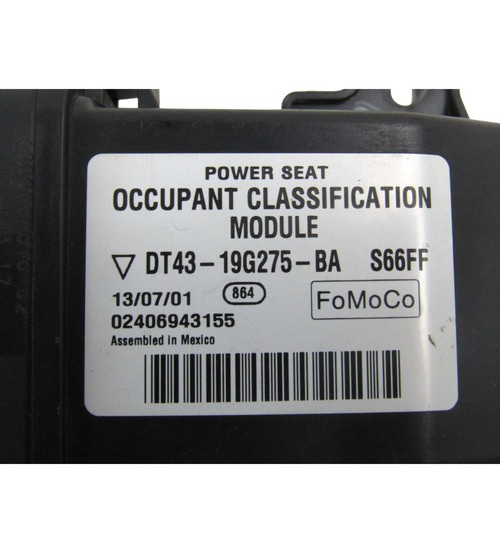 POWER SEAT
OCCUPANT CLASSIFICATION
MODULE
▽ DT43-19G275-BA S66FF
13/07/01 864 FoMoCo
02406943155
Assembled in Mexico